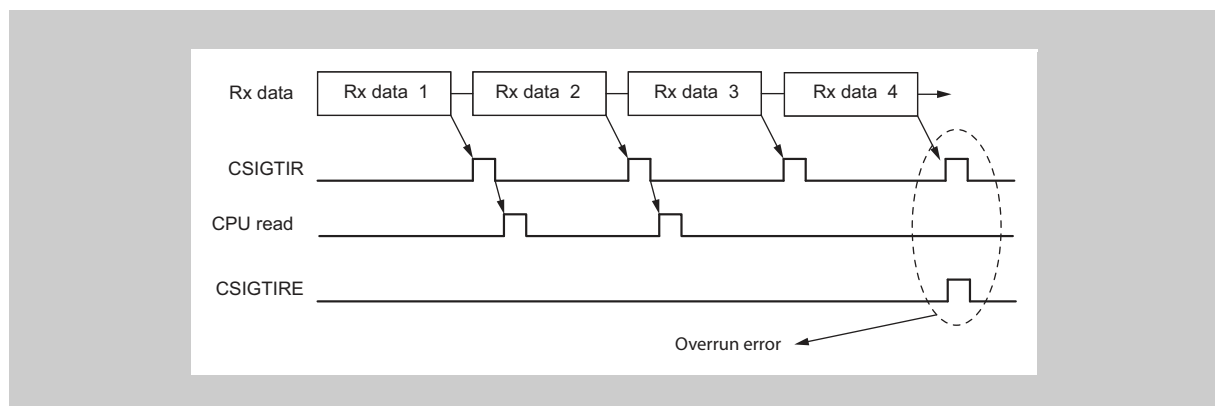 Rx data Rx data 1 Rx data 2 Rx data 3 Rx data 4
CSIGTIR
CPU read
CSIGTIRE
Overrun error